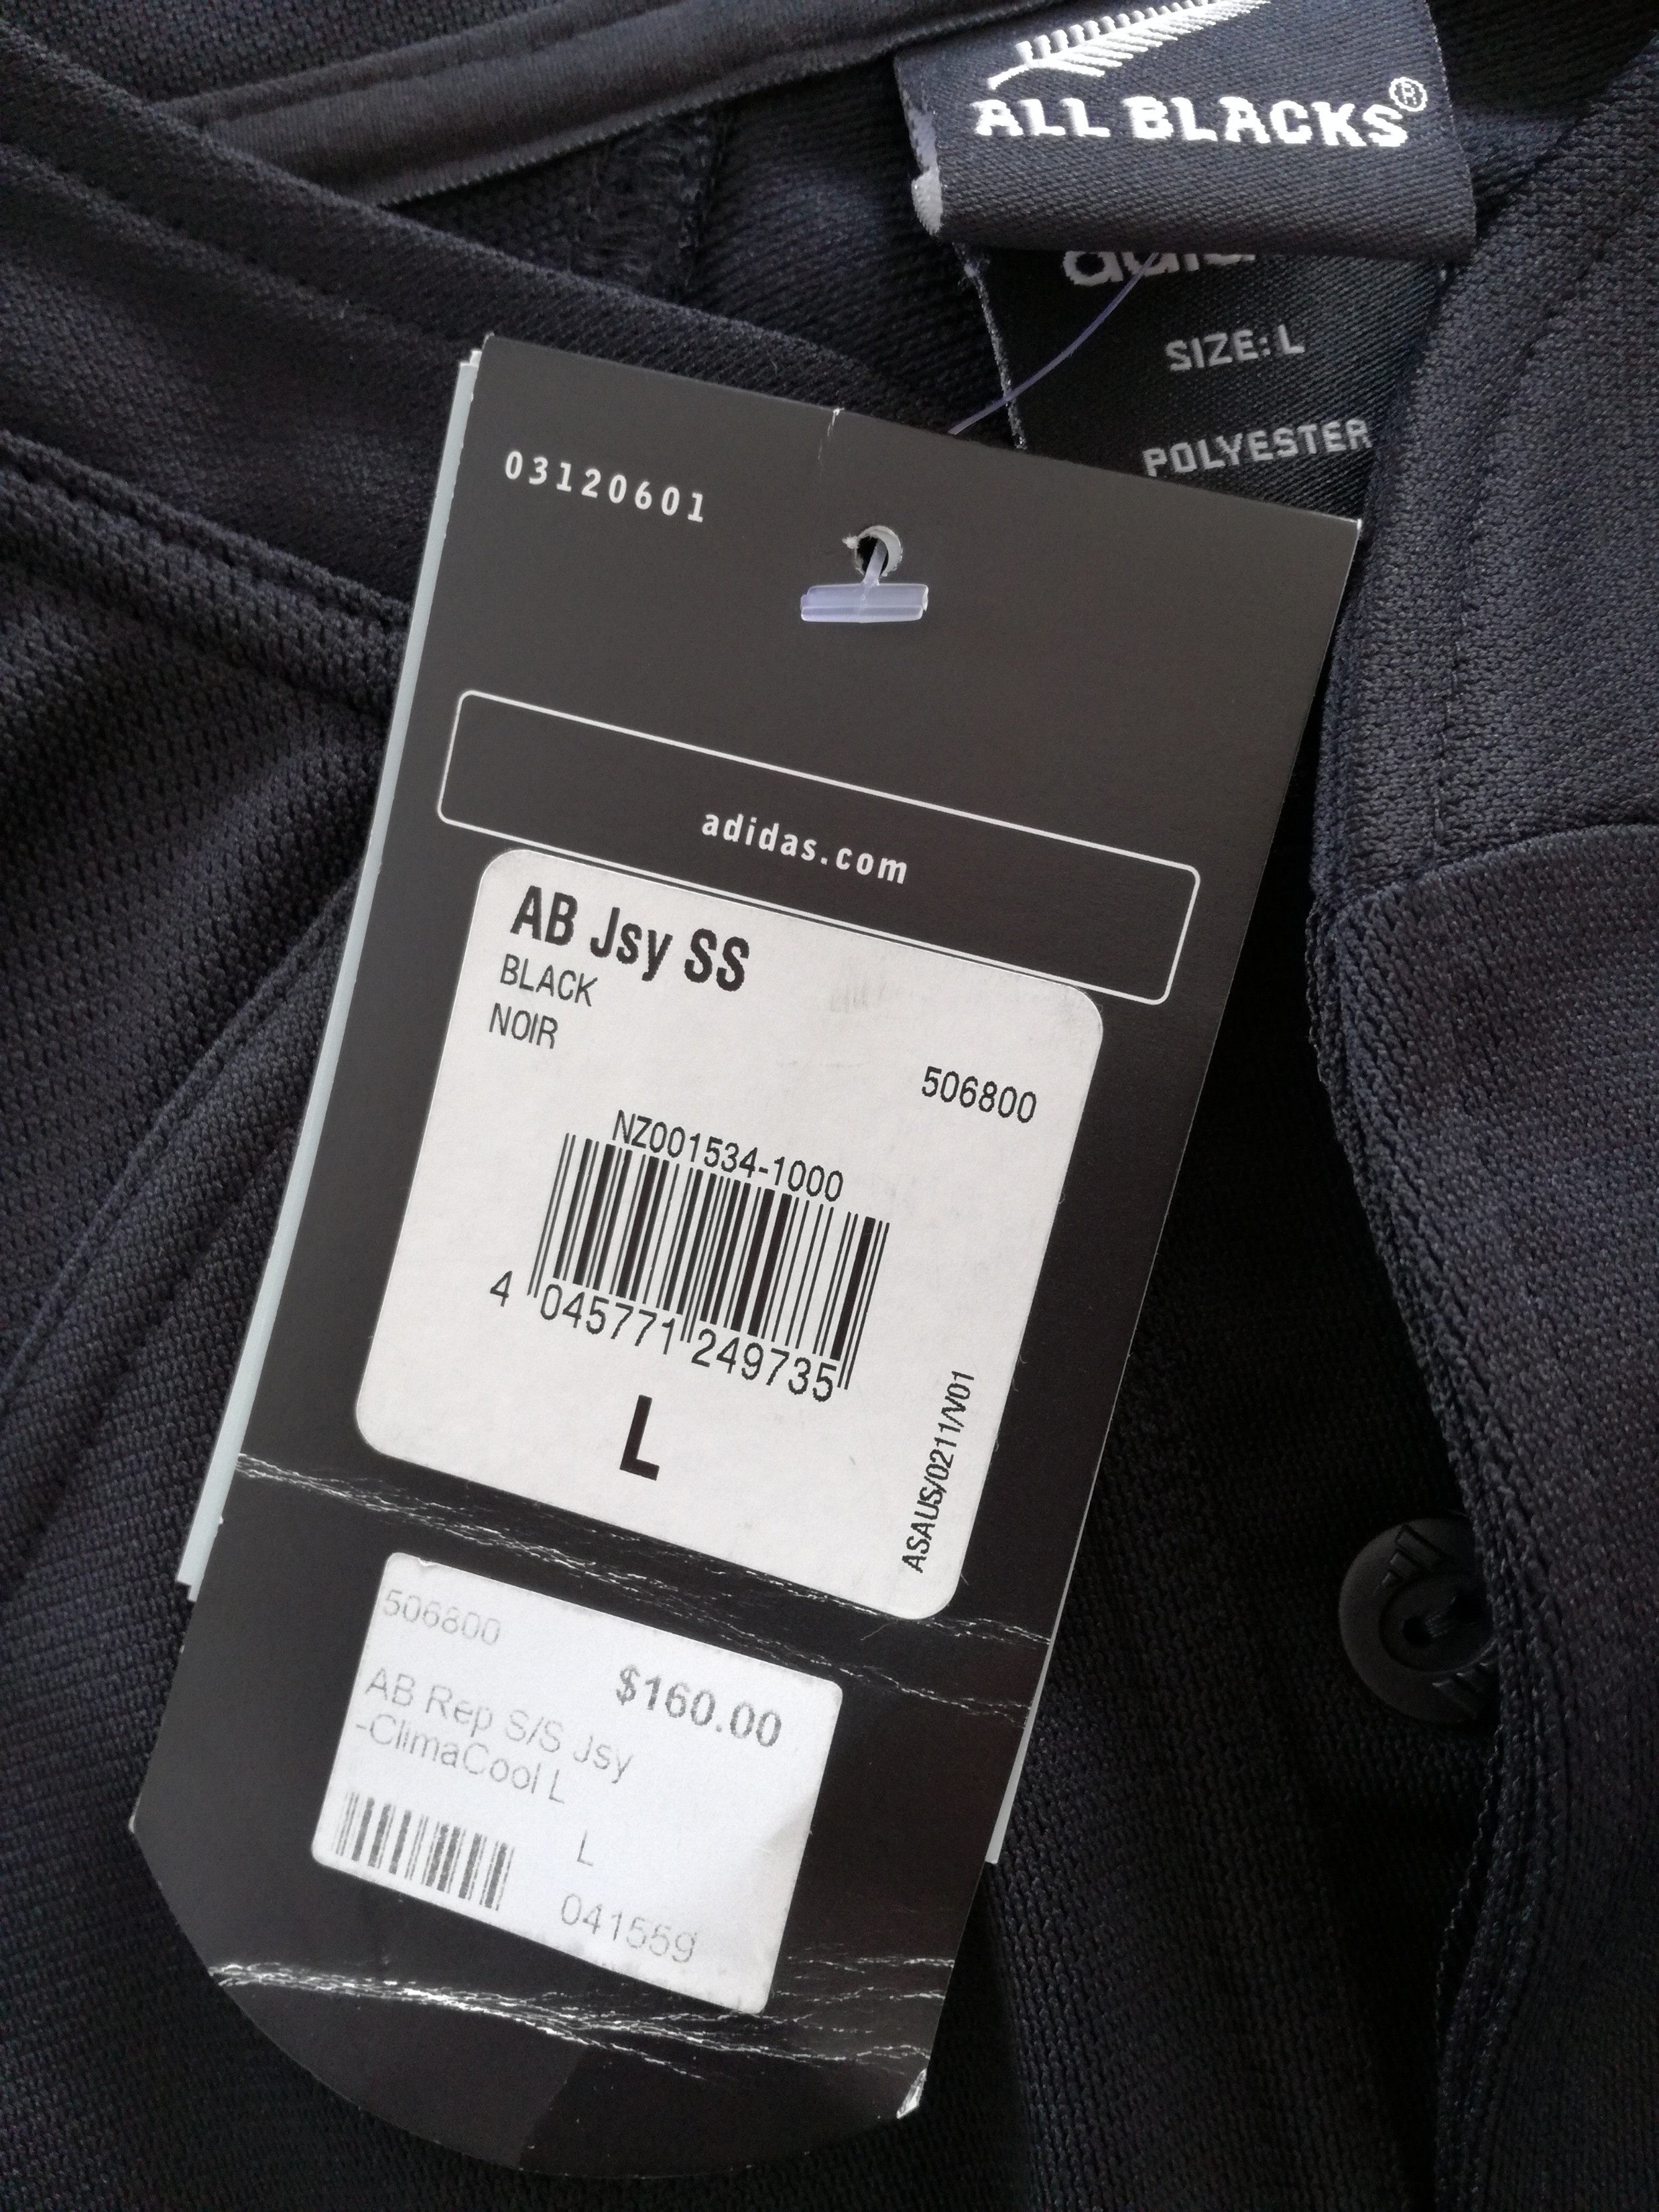 ALL BLACKS®
SIZE: L
POLYESTER
03120601
adidas.com
AB Jsy SS
BLACK
NOIR
506800
NZ001534-1000
4 045771 249735
L
ASAUS/0211/V01
506800
$160.00
AB Rep S/S Jsy
-ClimaCool L
L
041559